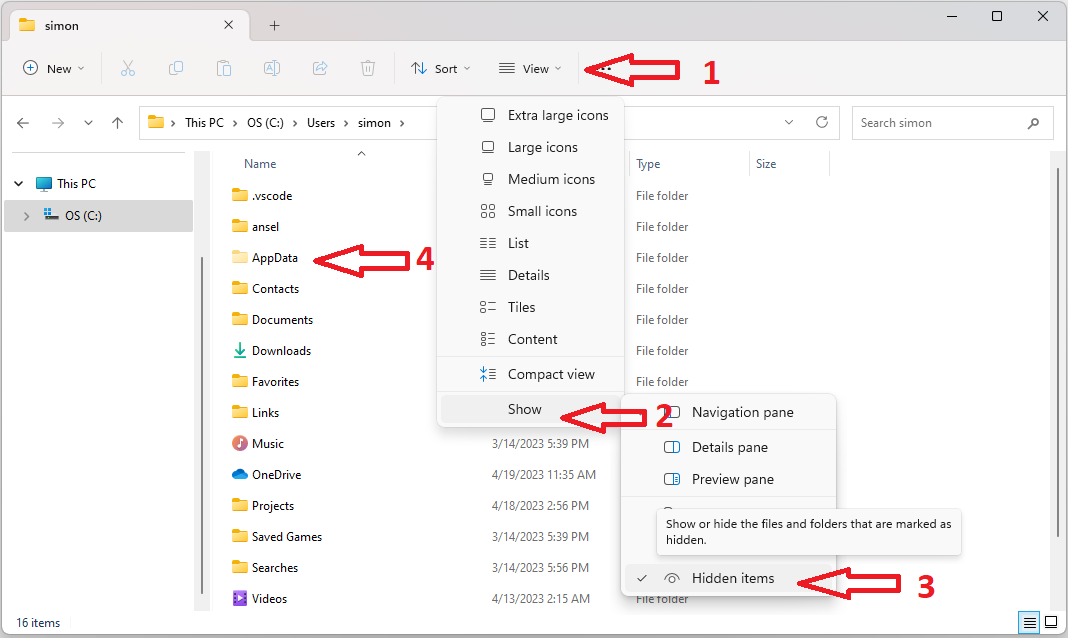 simon
New Sort View 1
This PC OS (C:) Users simon
Search simon
Name Type Size
This PC
OS (C:)
.vscode File folder
ansel File folder
AppData 4 File folder
Contacts File folder
Documents File folder
Downloads File folder
Favorites File folder
Links
Music 3/14/2023 5:39 PM
OneDrive 4/19/2023 11:35 AM
Projects 4/18/2023 2:56 PM
Saved Games 3/14/2023 5:39 PM
Searches 3/14/2023 5:56 PM
Videos 4/13/2023 2:15 AM File folder
Extra large icons
Large icons
Medium icons
Small icons
List
Details
Tiles
Content
Compact view
Show 2
Navigation pane
Details pane
Preview pane
Show or hide the files and folders that are marked as
hidden.
Hidden items 3
16 items